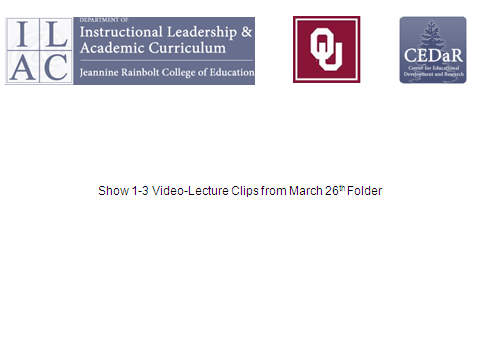 I L
A C
DEPARTMENT OF
Instructional Leadership &
Academic Curriculum
Jeannine Rainbolt College of Education
OU
CEDaR
Center for Educational
Development and Research
Show 1-3 Video-Lecture Clips from March 26th Folder